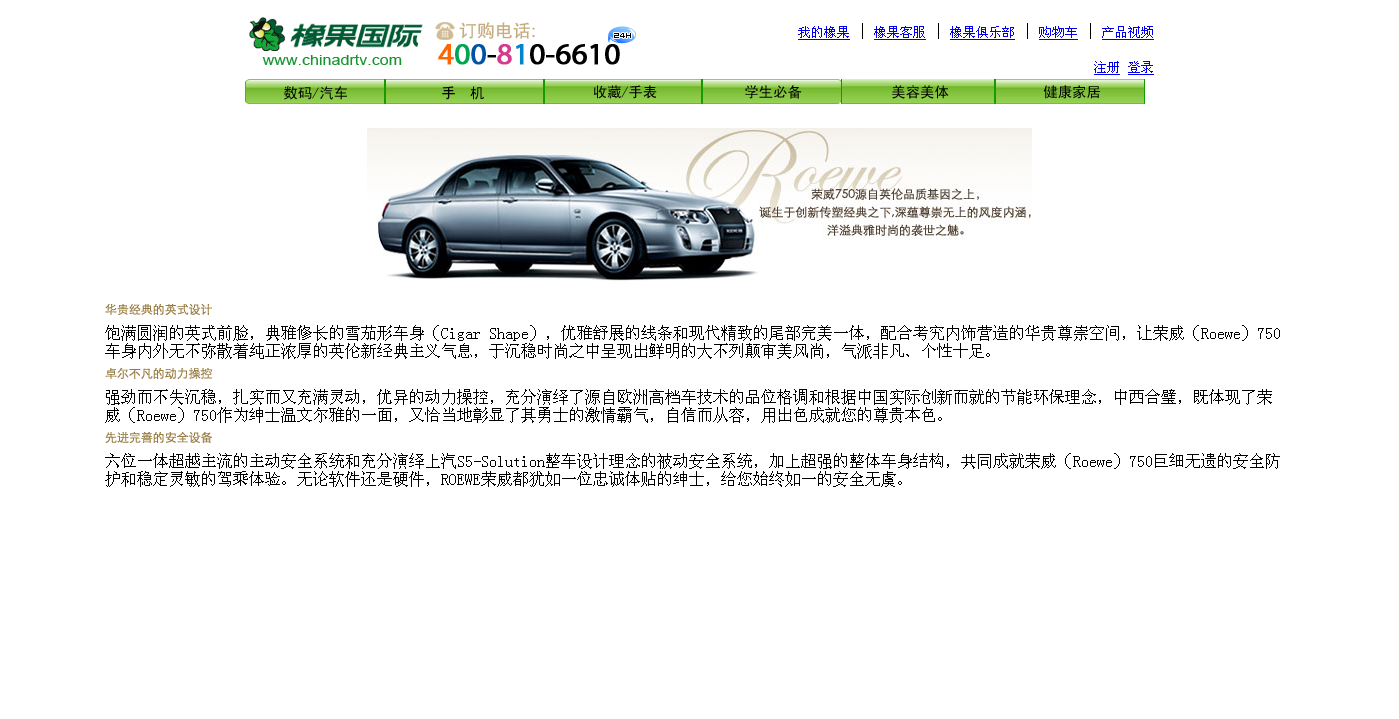 橡果国际
www.chinadrtv.com
订购电话:
24H
400-810-6610
我的橡果 橡果客服 橡果俱乐部 购物车 产品视频
注册 登录
数码/汽车 手 机 收藏/手表 学生必备 美容美体 健康家居
Roewe
荣威750源自英伦品质基因之上,
诞生于创新传塑经典之下,深蕴尊崇无上的风度内涵,
洋溢典雅时尚的袭世之魅。
华贵经典的英式设计
饱满圆润的英式前脸，典雅修长的雪茄形车身（Cigar Shape），优雅舒展的线条和现代精致的尾部完美一体，配合考究内饰营造的华贵尊崇空间，让荣威（Roewe）750
车身内外无不弥散着纯正浓厚的英伦新经典主义气息，于沉稳时尚之中呈现出鲜明的大不列颠审美风尚，气派非凡、个性十足。
卓尔不凡的动力操控
强劲而不失沉稳，扎实而又充满灵动，优异的动力操控，充分演绎了源自欧洲高档车技术的品位格调和根据中国实际创新而就的节能环保理念，中西合璧，既体现了荣
威（Roewe）750作为绅士温文尔雅的一面，又恰当地彰显了其勇士的激情霸气，自信而从容，用出色成就您的尊贵本色。
先进完善的安全设备
六位一体超越主流的主动安全系统和充分演绎上汽S5-Solution整车设计理念的被动安全系统，加上超强的整体车身结构，共同成就荣威（Roewe）750巨细无遗的安全防
护和稳定灵敏的驾乘体验。无论软件还是硬件，ROEWE荣威都犹如一位忠诚体贴的绅士，给您始终如一的安全无虞。